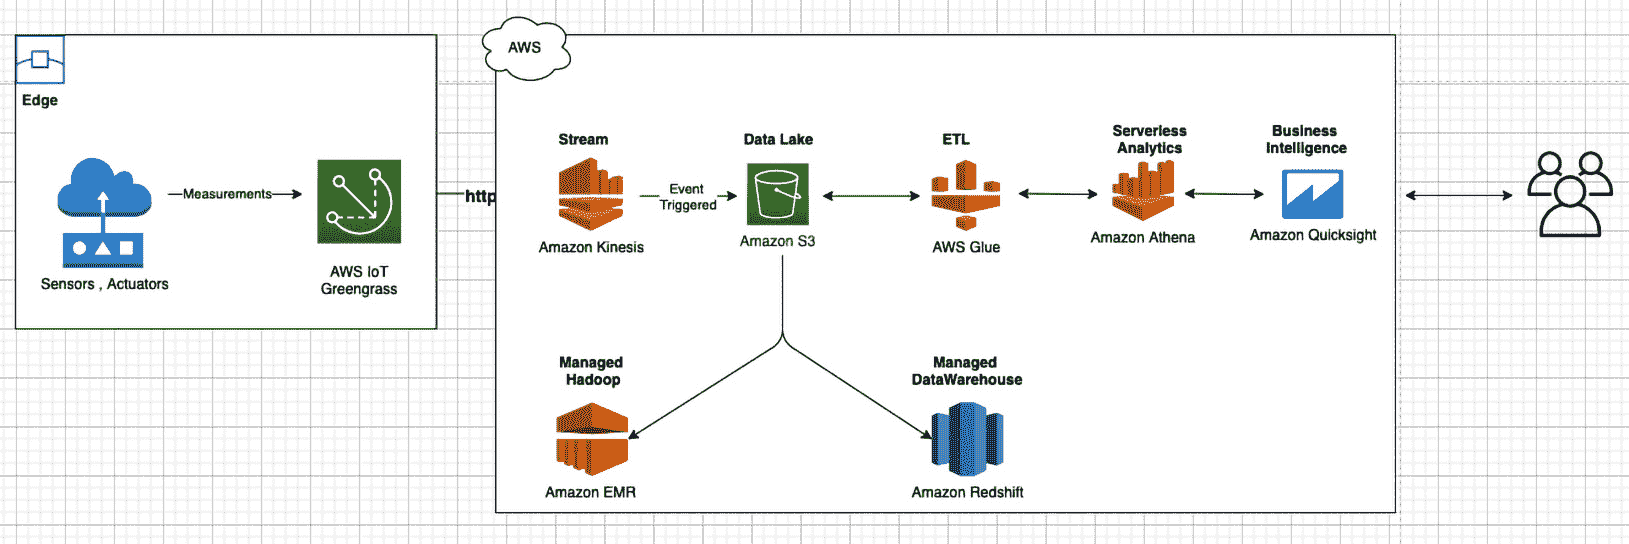 AWS
Edge
Sensors , Actuators
Measurements
AWS IoT
Greengrass
http
Stream
Amazon Kinesis
Event
Triggered
Data Lake
Amazon S3
ETL
AWS Glue
Serverless
Analytics
Amazon Athena
Business
Intelligence
Amazon Quicksight
Managed
Hadoop
Amazon EMR
Managed
DataWarehouse
Amazon Redshift